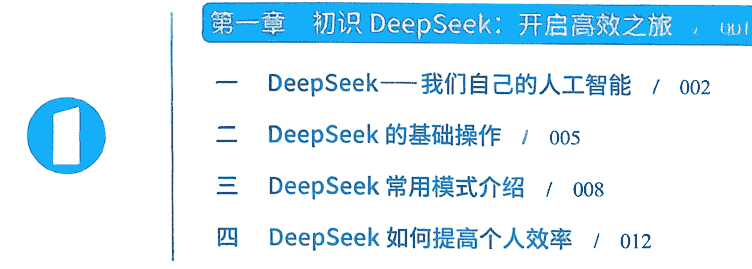 第一章 初识 DeepSeek：开启高效之旅 / 001
1
一 DeepSeek——我们自己的人工智能 / 002
二 DeepSeek 的基础操作 / 005
三 DeepSeek 常用模式介绍 / 008
四 DeepSeek 如何提高个人效率 / 012